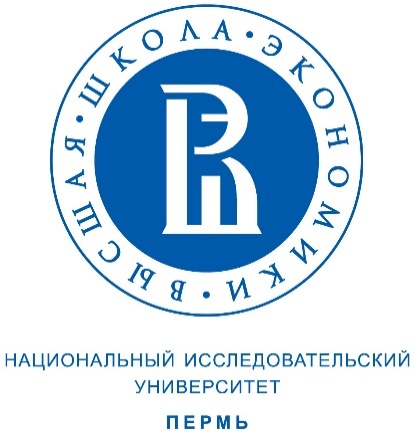 ВЫСШАЯ · ШКОЛА · ЭКОНОМИКИ ·
НАЦИОНАЛЬНЫЙ ИССЛЕДОВАТЕЛЬСКИЙ
УНИВЕРСИТЕТ
ПЕРМЬ